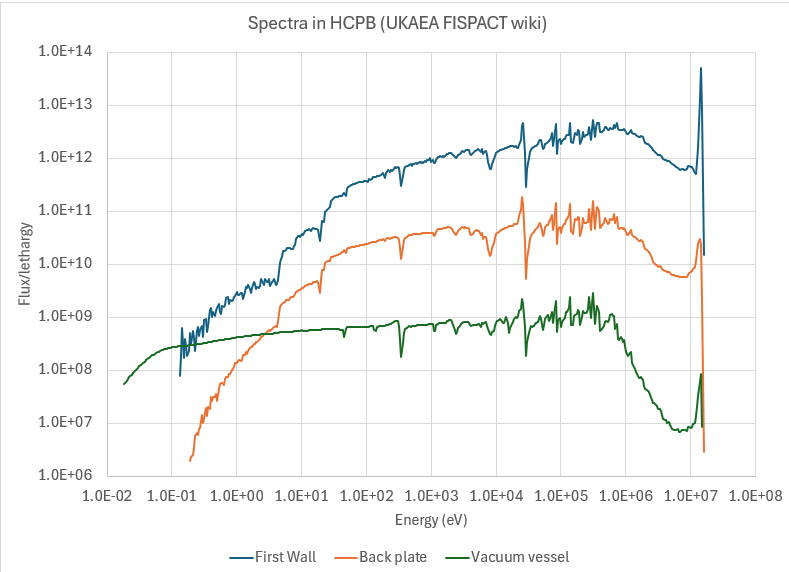 Spectra in HCPB (UKAEA FISPACT wiki)
1.0E+14
1.0E+13
1.0E+12
1.0E+11
1.0E+10
1.0E+09
1.0E+08
1.0E+07
1.0E+06
Flux/lethargy
1.0E-02 1.0E-01 1.0E+00 1.0E+01 1.0E+02 1.0E+03 1.0E+04 1.0E+05 1.0E+06 1.0E+07 1.0E+08
Energy (eV)
First Wall Back plate Vacuum vessel